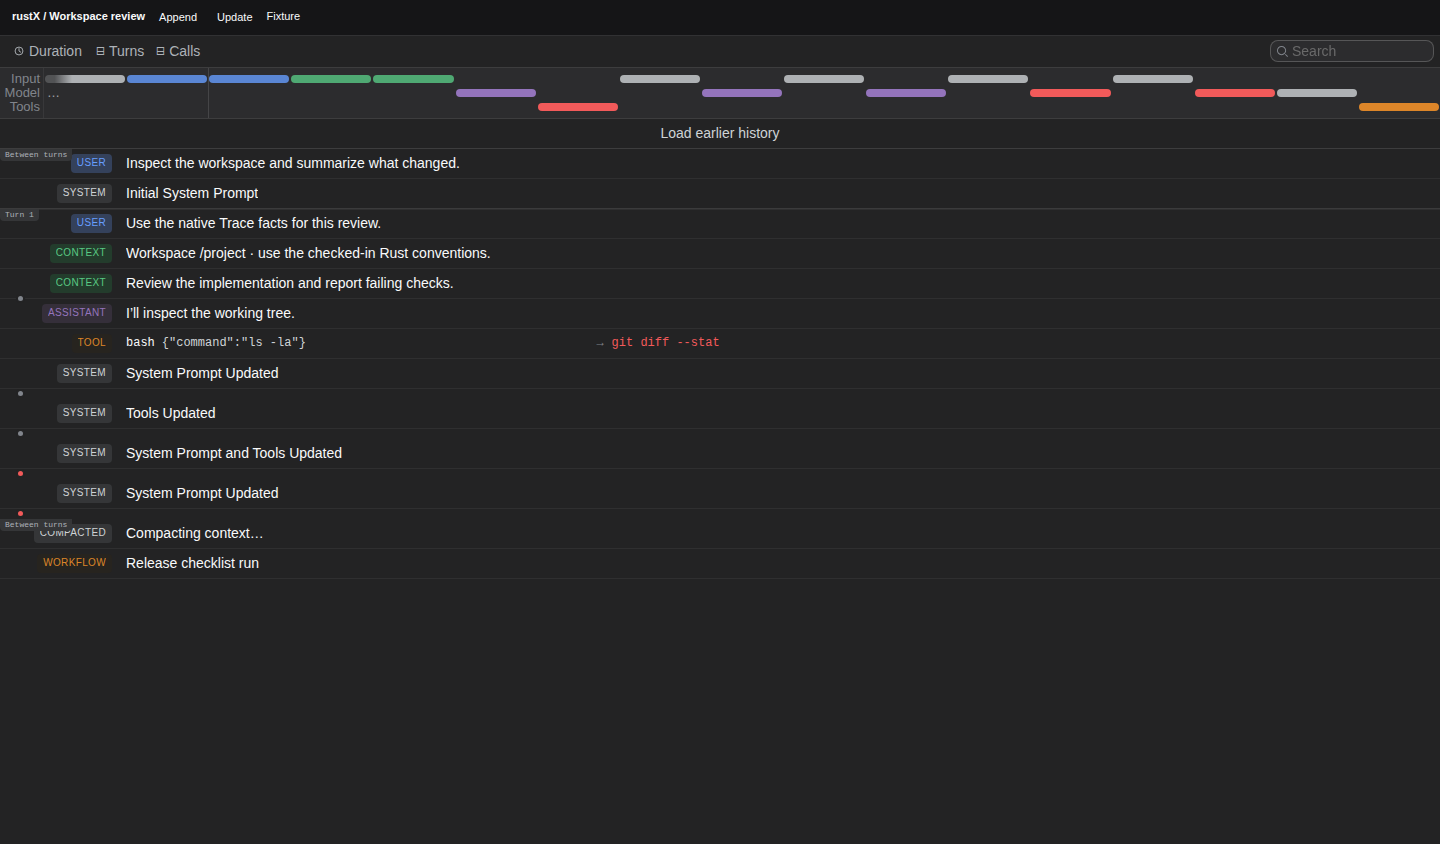 rustX / Workspace review Append Update Fixture
Duration Turns Calls Search
Input
Model …
Tools
Load earlier history
Between turns
USER Inspect the workspace and summarize what changed.
SYSTEM Initial System Prompt
Turn 1
USER Use the native Trace facts for this review.
CONTEXT Workspace /project · use the checked-in Rust conventions.
CONTEXT Review the implementation and report failing checks.
ASSISTANT I’ll inspect the working tree.
TOOL bash {"command":"ls -la"} → git diff --stat
SYSTEM System Prompt Updated
SYSTEM Tools Updated
SYSTEM System Prompt and Tools Updated
SYSTEM System Prompt Updated
Between turns
COMPACTED Compacting context…
WORKFLOW Release checklist run